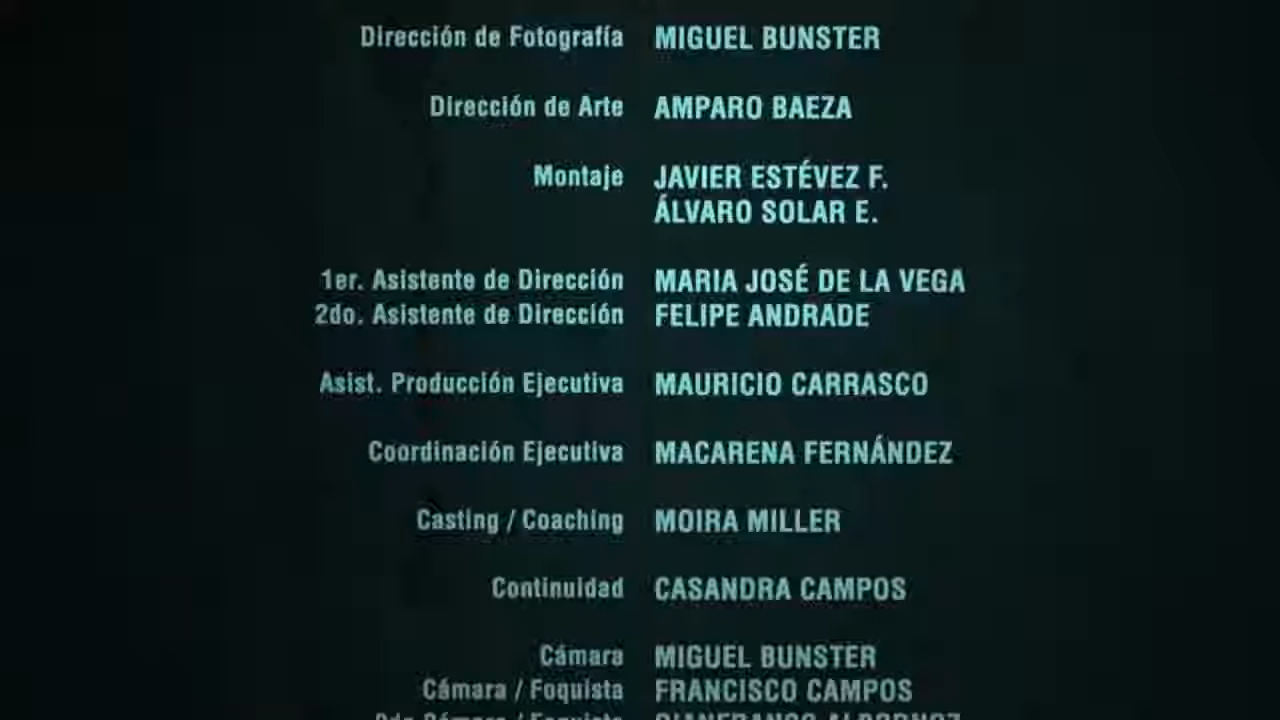 Dirección de Fotografía MIGUEL BUNSTER
Dirección de Arte AMPARO BAEZA
Montaje JAVIER ESTÉVEZ F.
ÁLVARO SOLAR E.
1er. Asistente de Dirección MARIA JOSÉ DE LA VEGA
2do. Asistente de Dirección FELIPE ANDRADE
Asist. Producción Ejecutiva MAURICIO CARRASCO
Coordinación Ejecutiva MACARENA FERNÁNDEZ
Casting / Coaching MOIRA MILLER
Continuidad CASANDRA CAMPOS
Cámara MIGUEL BUNSTER
Cámara / Foquista FRANCISCO CAMPOS